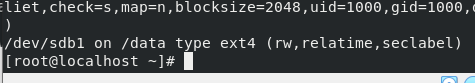 liet,check=s,map=n,blocksize=2048,uid=1000,gid=1000,
)
/dev/sdb1 on /data type ext4 (rw,relatime,seclabel)
[root@localhost ~]#